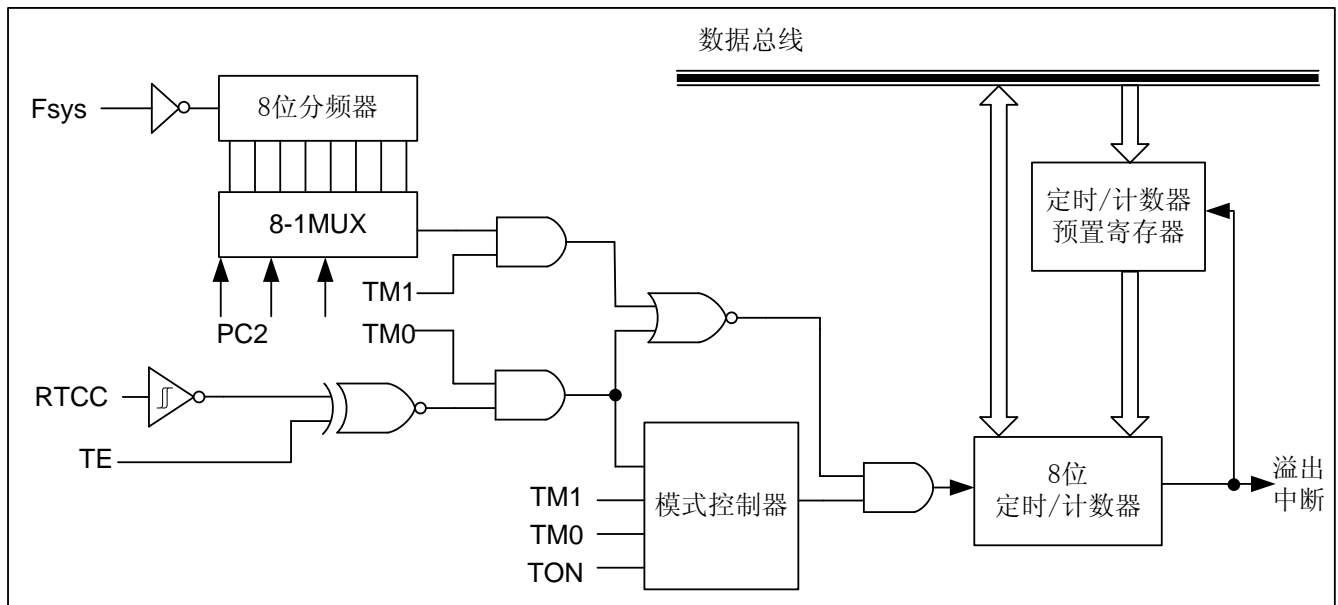 数据总线
Fsys
8位分频器
8-1MUX
定时/计数器
预置寄存器
TM1
PC2
TM0
RTCC
TE
模式控制器
TM1
TM0
TON
8位
定时/计数器
溢出
中断